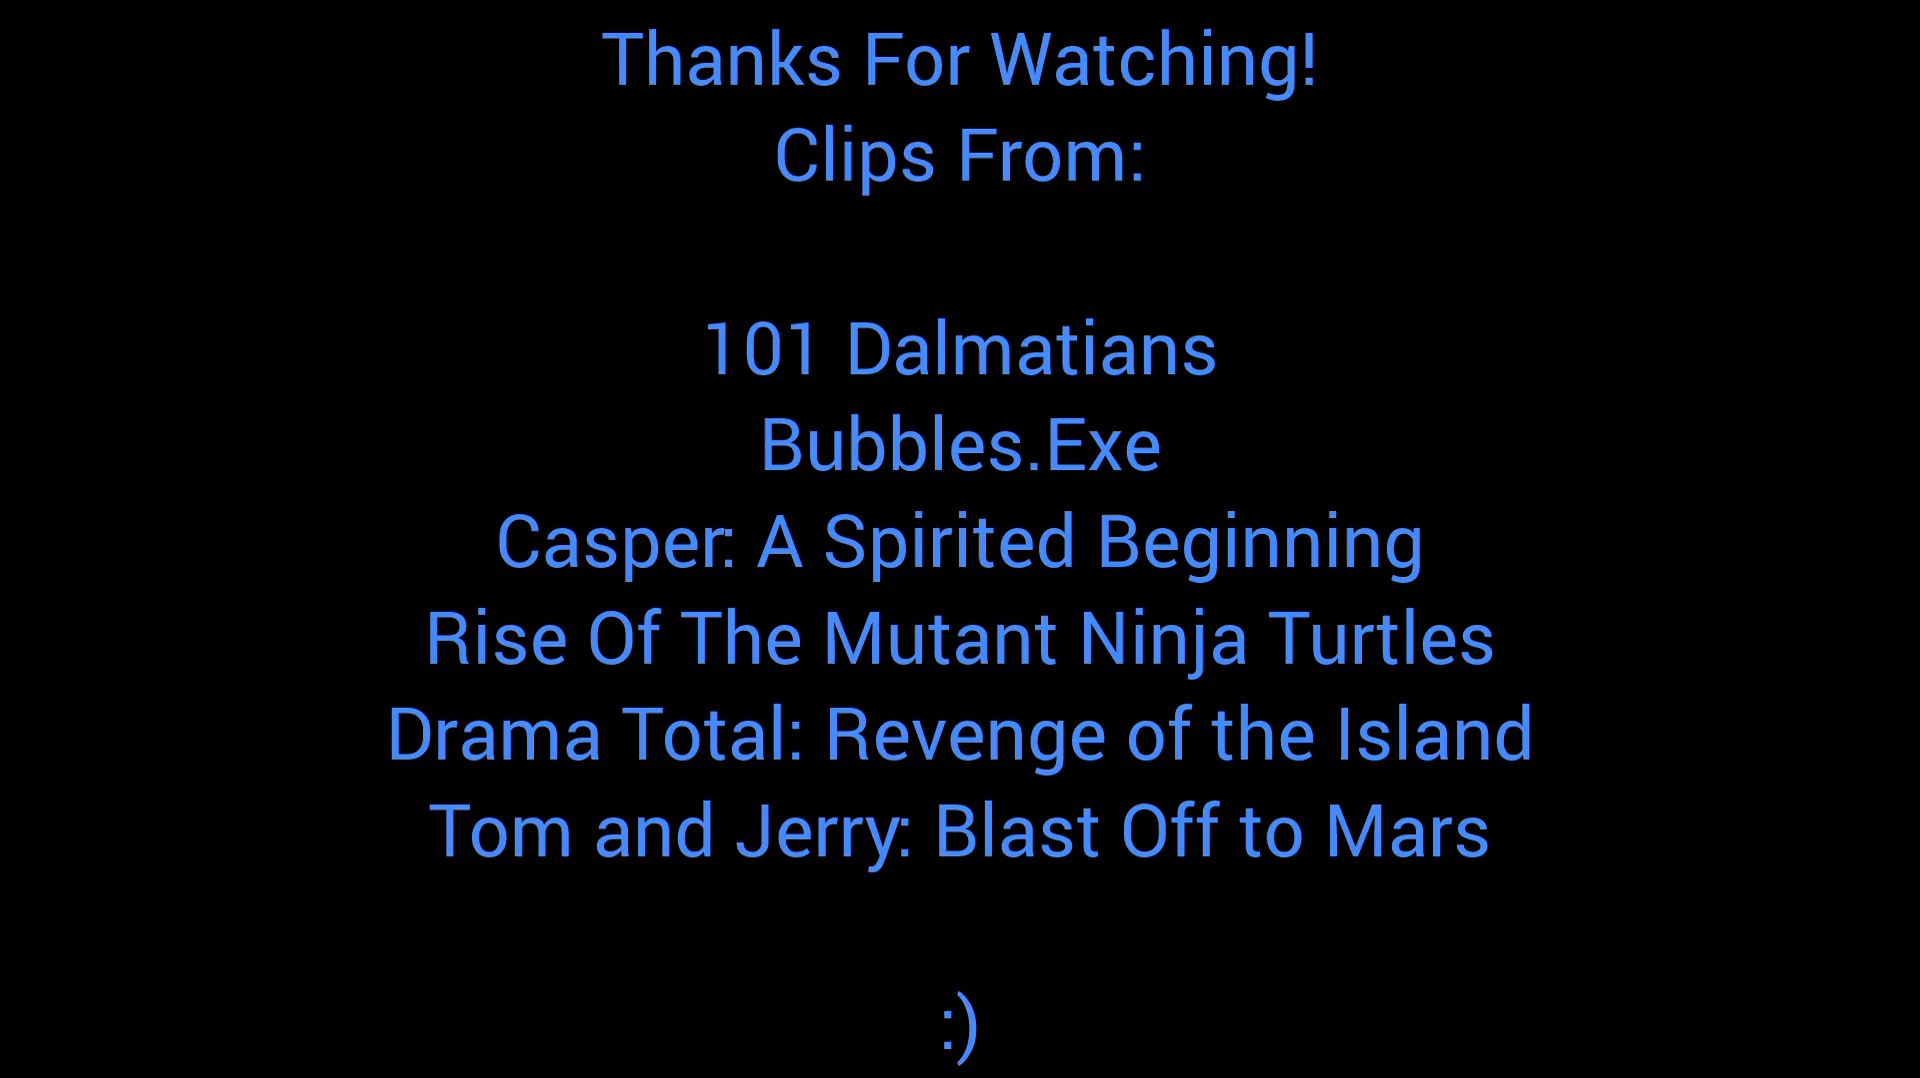 Thanks For Watching!
Clips From:
101 Dalmatians
Bubbles.Exe
Casper: A Spirited Beginning
Rise Of The Mutant Ninja Turtles
Drama Total: Revenge of the Island
Tom and Jerry: Blast Off to Mars
:)